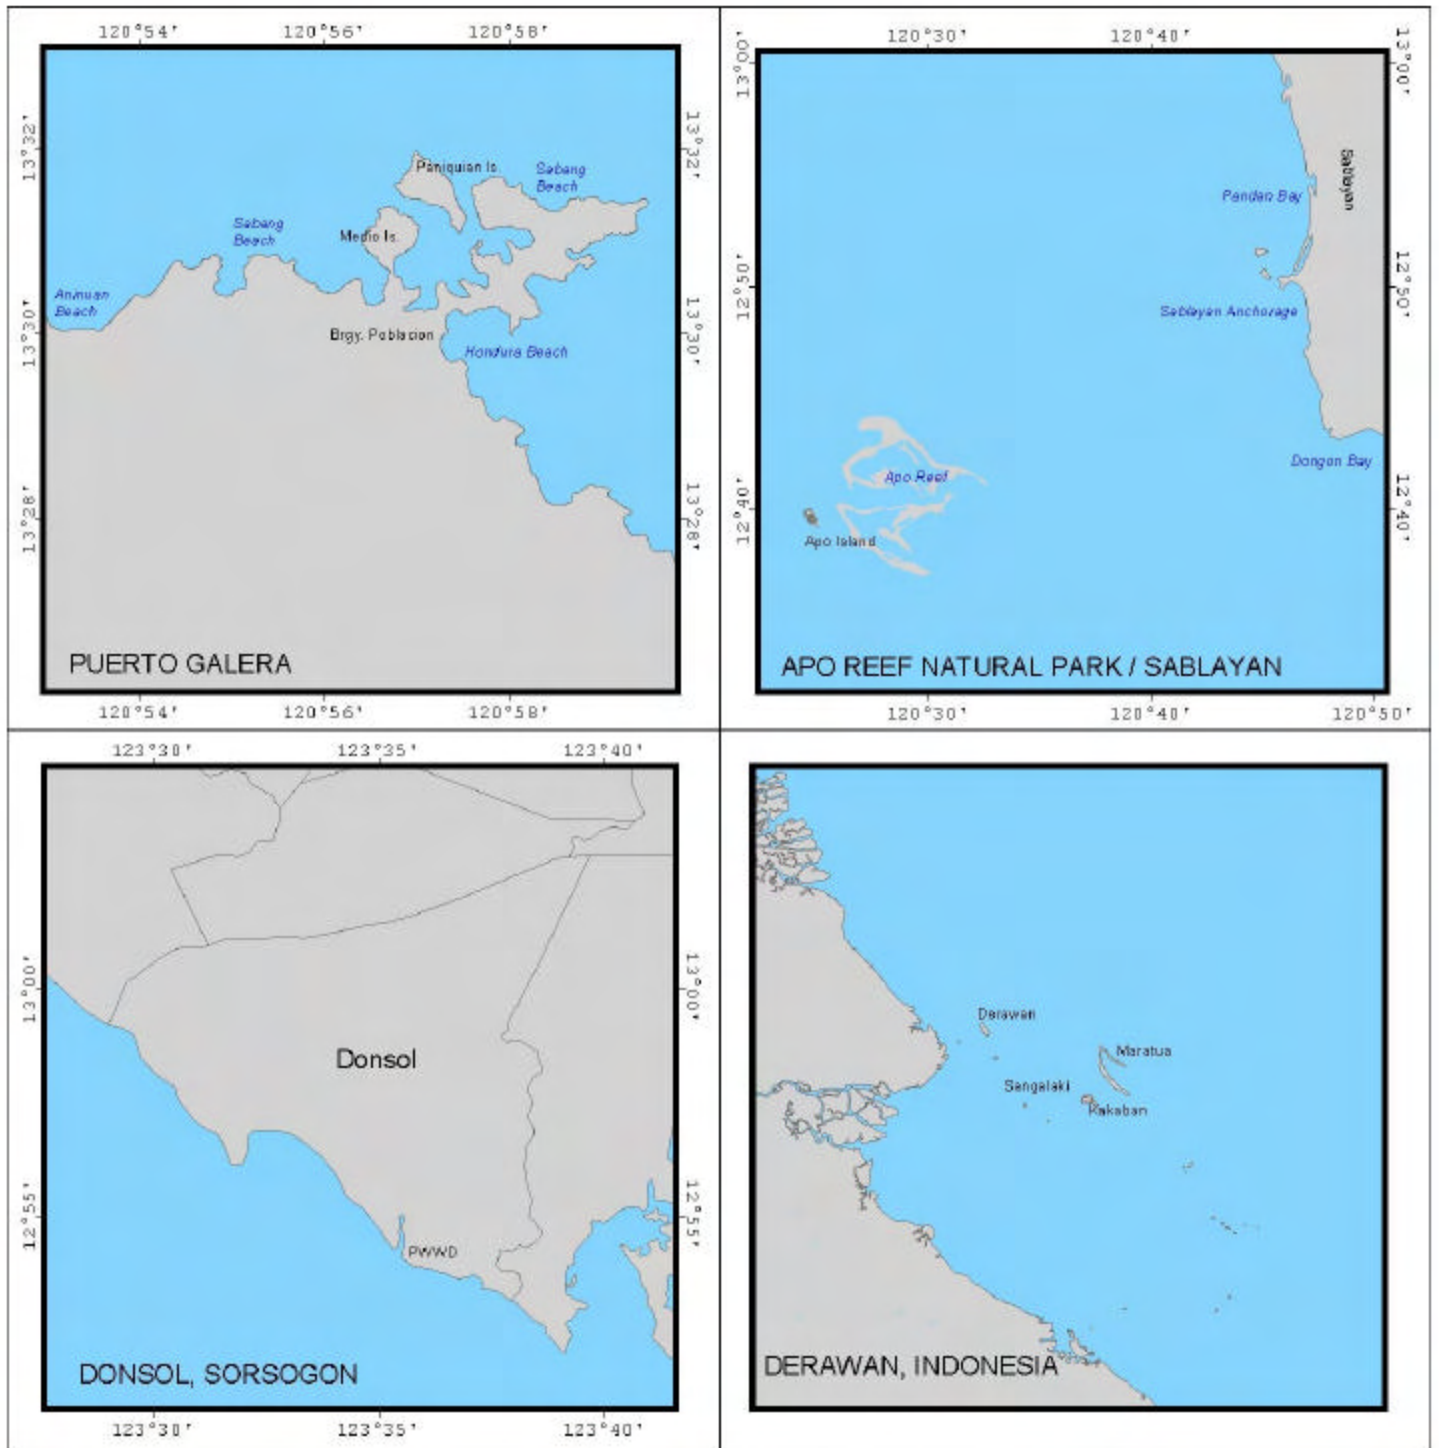 120°54' 120°56' 120°58'
13°32'
13°32'
Paniquian Is.
Sabang
Beach
Sabang
Beach
Medio Is.
Aninuan
Beach
13°30'
13°30'
Brgy. Poblacion
Hondura Beach
13°28'
13°28'
PUERTO GALERA
120°54' 120°56' 120°58'
120°30' 120°40'
13°00'
13°00'
Sablayan
Pandan Bay
12°50'
12°50'
Sablayan Anchorage
Dongon Bay
Apo Reef
12°40'
12°40'
Apo Island
APO REEF NATURAL PARK / SABLAYAN
120°30' 120°40' 120°50'
123°30' 123°35' 123°40'
13°00'
13°00'
Donsol
12°55'
12°55'
PWWD
DONSOL, SORSOGON
123°30' 123°35' 123°40'
Derawan
Maratua
Sangalaki
Kakaban
DERAWAN, INDONESIA